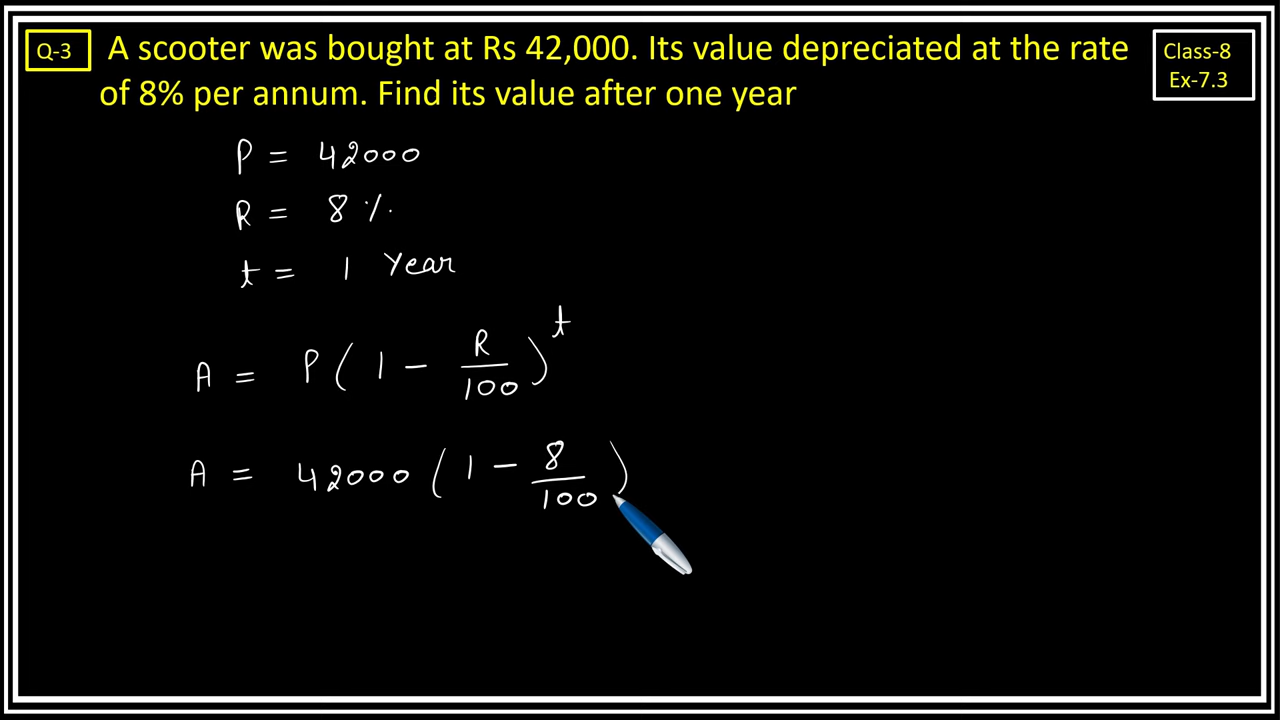 Q-3
A scooter was bought at Rs 42,000. Its value depreciated at the rate
of 8% per annum. Find its value after one year
Class-8
Ex-7.3
P = 42000
R = 8 %
t = 1 Year
A = P ( 1 - R/100 )^t
A = 42000 ( 1 - 8/100 )